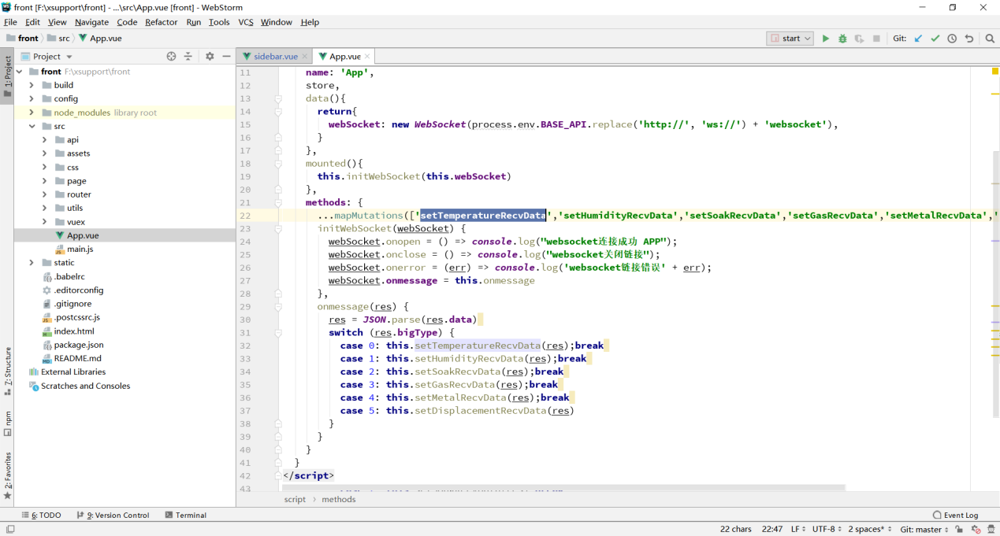 front [F:\xsupport\front] - ...\src\App.vue [front] - WebStorm
File Edit View Navigate Code Refactor Run Tools VCS Window Help
front src App.vue start Git:
Project sidebar.vue App.vue
1: Project
7: Structure
npm
2: Favorites
front F:\xsupport\front
build
config
node_modules library root
src
api
assets
css
page
router
utils
vuex
App.vue
main.js
static
.babelrc
.editorconfig
.gitignore
.postcssrc.js
index.html
package.json
README.md
External Libraries
Scratches and Consoles
11 name: 'App',
12 store,
13 data(){
14 return{
15 webSocket: new WebSocket(process.env.BASE_API.replace('http://', 'ws://') + 'websocket'),
16 }
17 },
18 mounted(){
19 this.initWebSocket(this.webSocket)
20 },
21 methods: {
22 ...mapMutations(['setTemperatureRecvData','setHumidityRecvData','setSoakRecvData','setGasRecvData','setMetalRecvData','
23 initWebSocket(webSocket) {
24 webSocket.onopen = () => console.log("websocket连接成功 APP");
25 webSocket.onclose = () => console.log("websocket关闭链接");
26 webSocket.onerror = (err) => console.log('websocket链接错误' + err);
27 webSocket.onmessage = this.onmessage
28 },
29 onmessage(res) {
30 res = JSON.parse(res.data)
31 switch (res.bigType) {
32 case 0: this.setTemperatureRecvData(res);break
33 case 1: this.setHumidityRecvData(res);break
34 case 2: this.setSoakRecvData(res);break
35 case 3: this.setGasRecvData(res);break
36 case 4: this.setMetalRecvData(res);break
37 case 5: this.setDisplacementRecvData(res)
38 }
39 }
40 }
41 }
42 </script>
43
script methods
6: TODO 9: Version Control Terminal Event Log
22 chars 22:47 LF UTF-8 2 spaces* Git: master